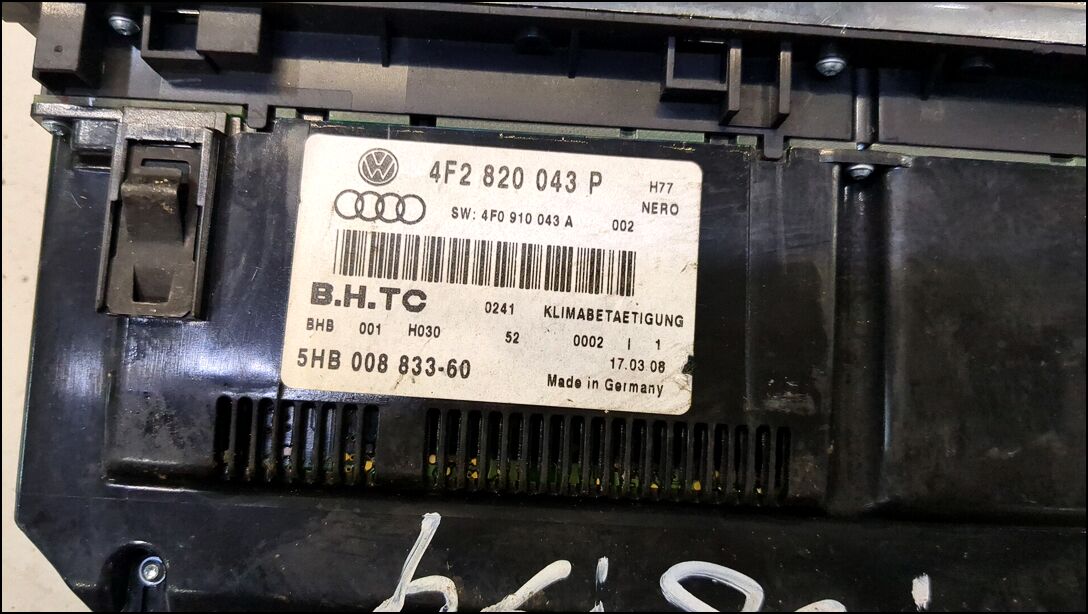 4F2 820 043 P H77
NERO
SW: 4F0 910 043 A 002
B.H.TC 0241 KLIMABETAETIGUNG
BHB 001 H030 52 0002 I 1
5HB 008 833-60 17.03.08
Made in Germany